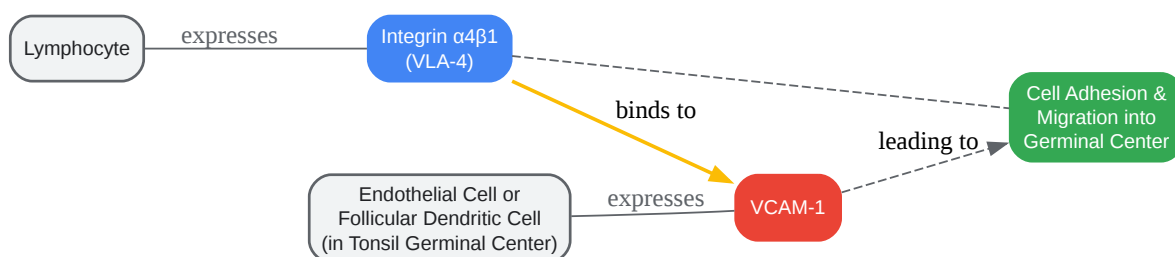 Lymphocyte
expresses
Integrin α4β1
(VLA-4)
binds to
Cell Adhesion &
Migration into
Germinal Center
leading to
Endothelial Cell or
Follicular Dendritic Cell
(in Tonsil Germinal Center)
expresses
VCAM-1